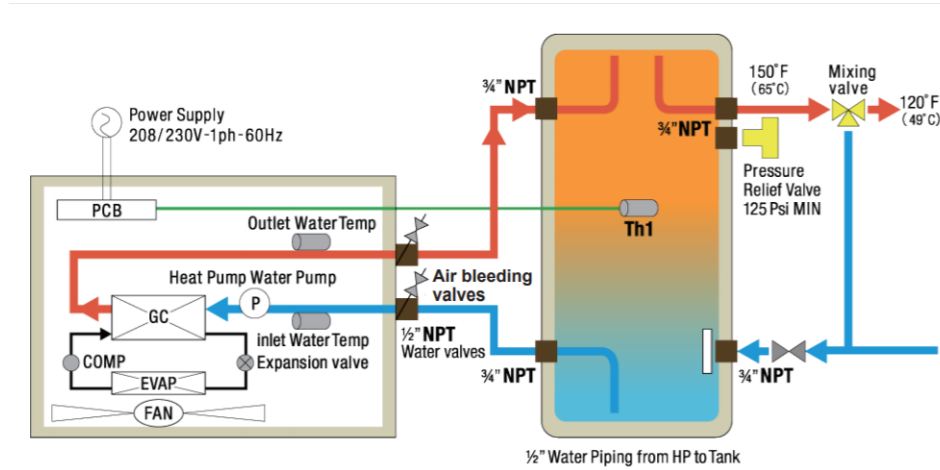 ¾” NPT
150˚F
(65˚C)
Mixing
valve
120˚F
(49˚C)
Power Supply
208/230V-1ph-60Hz
¾” NPT
Pressure
Relief Valve
125 Psi MIN
PCB
Th1
Outlet Water Temp
Heat Pump Water Pump
Air bleeding
valves
P
GC
inlet Water Temp
½” NPT
Water valves
COMP
Expansion valve
¾” NPT
¾” NPT
EVAP
FAN
½” Water Piping from HP to Tank